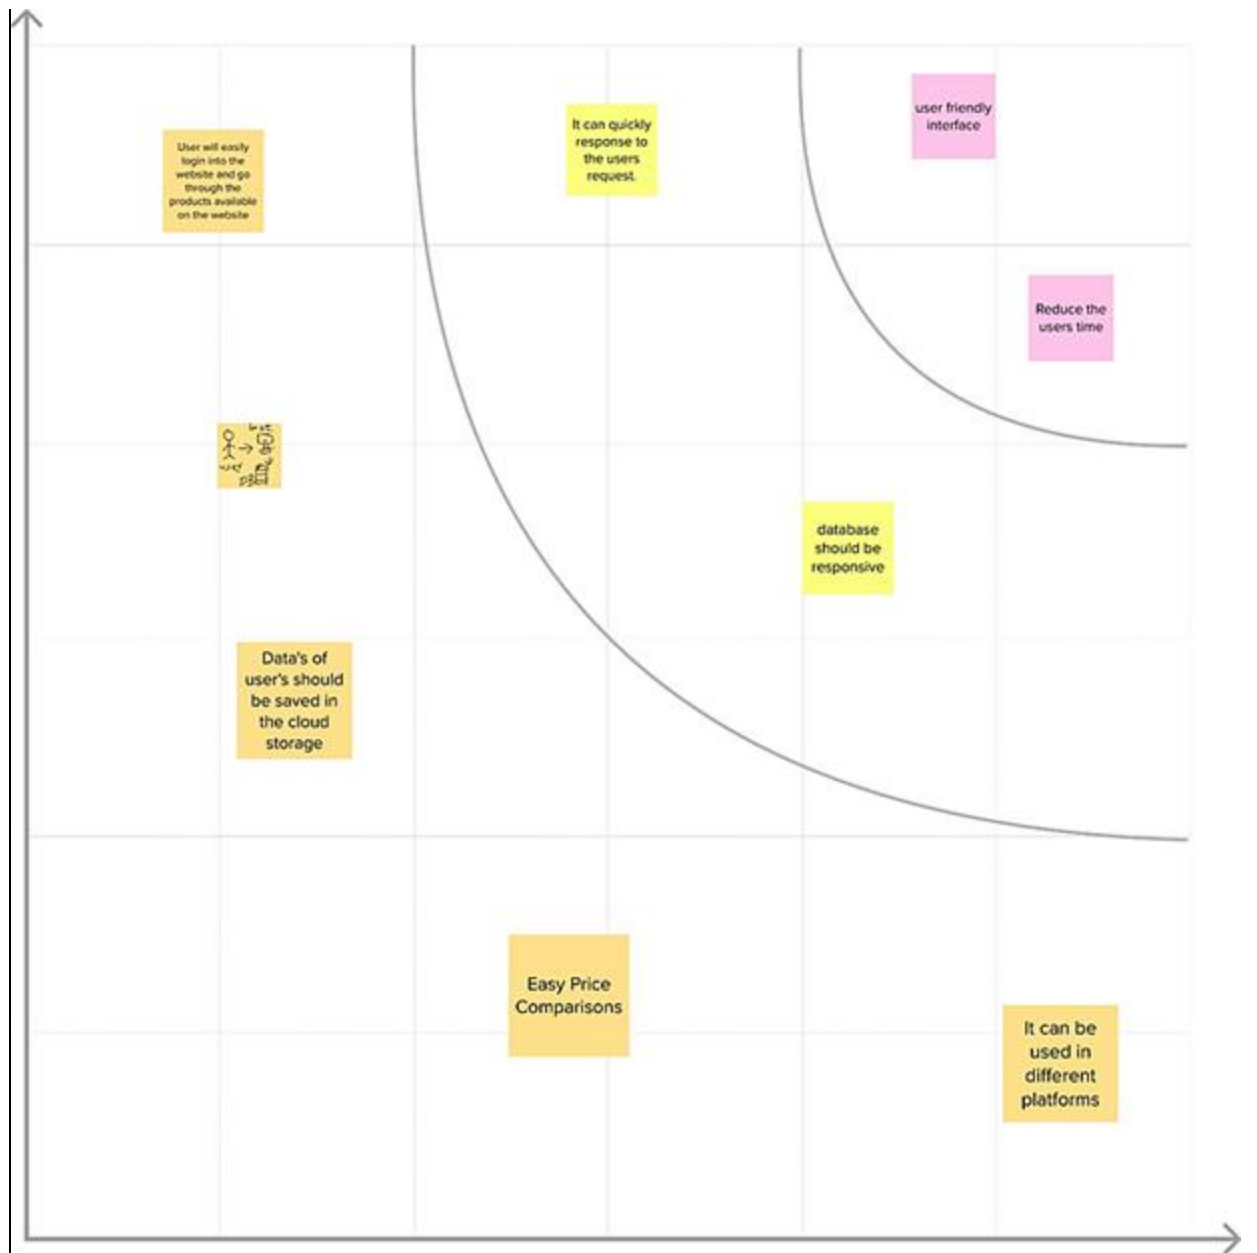 user friendly
interface
It can quickly
response to
the users
request.
User will easily
login into the
website and go
through the
products available
on the website
Reduce the
users time
database
should be
responsive
Data's of
user's should
be saved in
the cloud
storage
Easy Price
Comparisons
It can be
used in
different
platforms